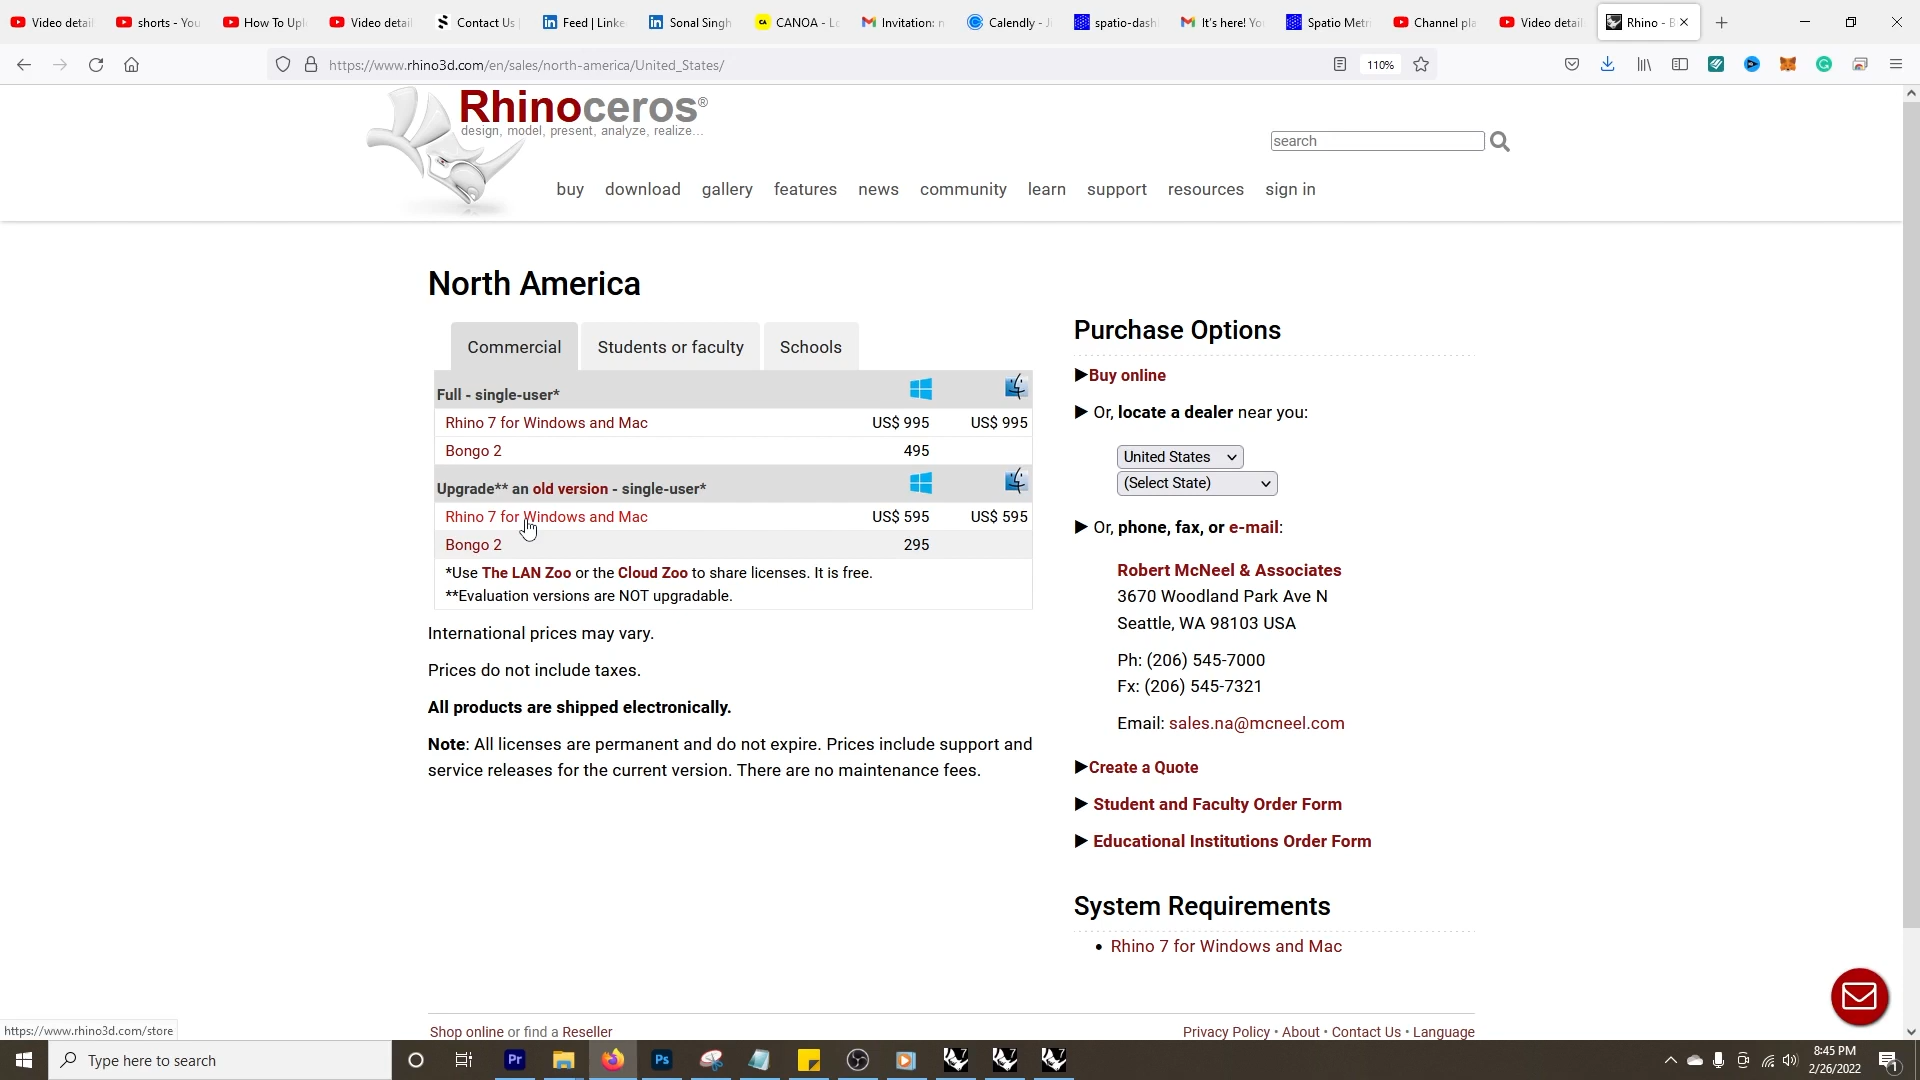 Video detail
shorts - You
How To Upl
Video detail
Contact Us
Feed | Linke
Sonal Singh
CANOA - Lo
Invitation: n
Calendly - Ji
spatio-dash
It's here! Yo
Spatio Metr
Channel pla
Video detail
Rhino - B
https://www.rhino3d.com/en/sales/north-america/United_States/
110%
Rhinoceros®
design, model, present, analyze, realize...
search
buy download gallery features news community learn support resources sign in
North America
Commercial Students or faculty Schools
Full - single-user*
Rhino 7 for Windows and Mac US$ 995 US$ 995
Bongo 2 495
Upgrade** an old version - single-user*
Rhino 7 for Windows and Mac US$ 595 US$ 595
Bongo 2 295
*Use The LAN Zoo or the Cloud Zoo to share licenses. It is free.
**Evaluation versions are NOT upgradable.
International prices may vary.
Prices do not include taxes.
All products are shipped electronically.
Note: All licenses are permanent and do not expire. Prices include support and
service releases for the current version. There are no maintenance fees.
Purchase Options
▶Buy online
▶ Or, locate a dealer near you:
United States
(Select State)
▶ Or, phone, fax, or e-mail:
Robert McNeel & Associates
3670 Woodland Park Ave N
Seattle, WA 98103 USA
Ph: (206) 545-7000
Fx: (206) 545-7321
Email: sales.na@mcneel.com
▶Create a Quote
▶ Student and Faculty Order Form
▶ Educational Institutions Order Form
System Requirements
• Rhino 7 for Windows and Mac
Shop online or find a Reseller
Privacy Policy • About • Contact Us • Language
https://www.rhino3d.com/store
Type here to search
Pr
Ps
7
7
7
8:45 PM
2/26/2022
1